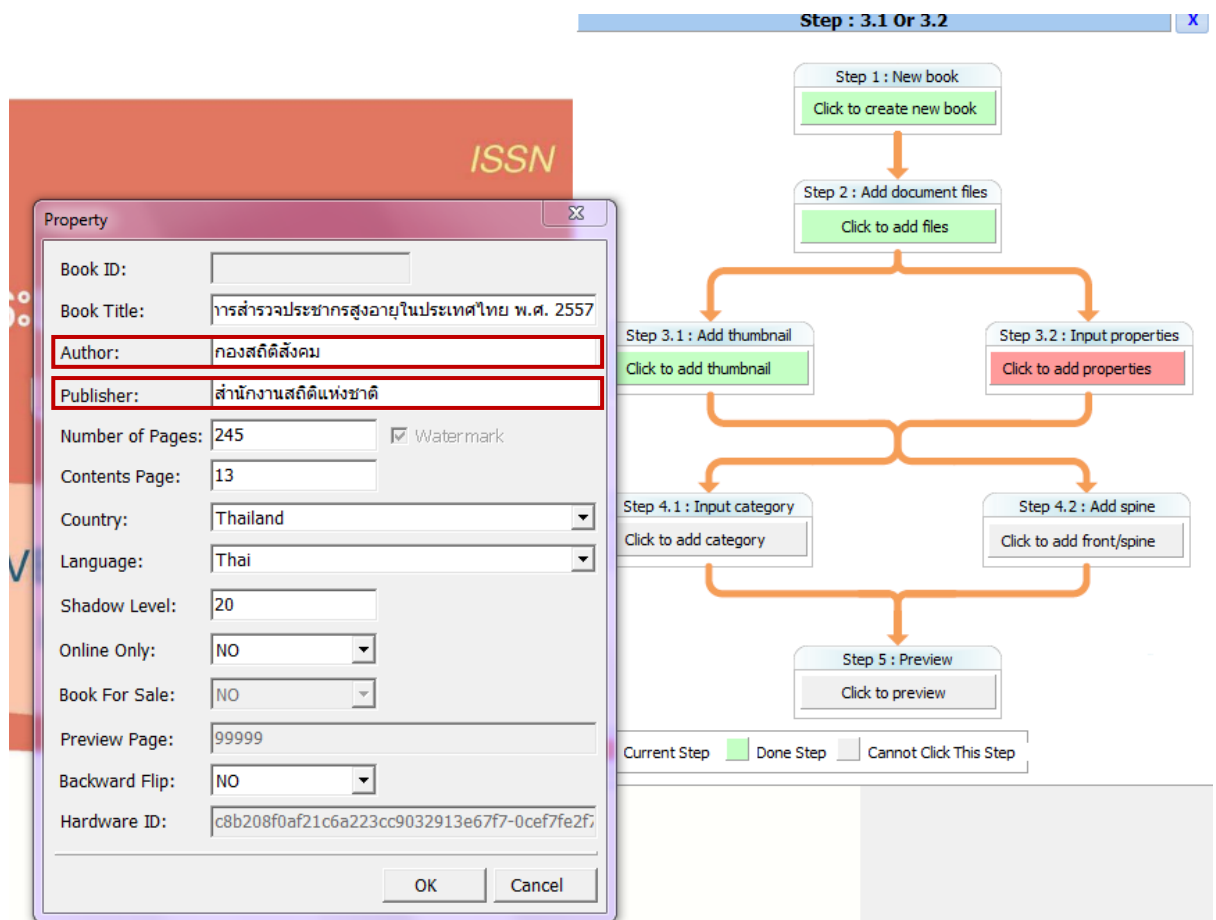 Step : 3.1 Or 3.2
X
Step 1 : New book
Click to create new book
Step 2 : Add document files
Click to add files
Step 3.1 : Add thumbnail
Click to add thumbnail
Step 3.2 : Input properties
Click to add properties
Step 4.1 : Input category
Click to add category
Step 4.2 : Add spine
Click to add front/spine
Step 5 : Preview
Click to preview
Current Step
Done Step
Cannot Click This Step
ISSN
Property
Book ID:
Book Title: ารสำรวจประชากรสูงอายุในประเทศไทย พ.ศ. 2557
Author: กองสถิติสังคม
Publisher: สำนักงานสถิติแห่งชาติ
Number of Pages: 245 Watermark
Contents Page: 13
Country: Thailand
Language: Thai
Shadow Level: 20
Online Only: NO
Book For Sale: NO
Preview Page: 99999
Backward Flip: NO
Hardware ID: c8b208f0af21c6a223cc9032913e67f7-0cef7fe2f7
OK Cancel